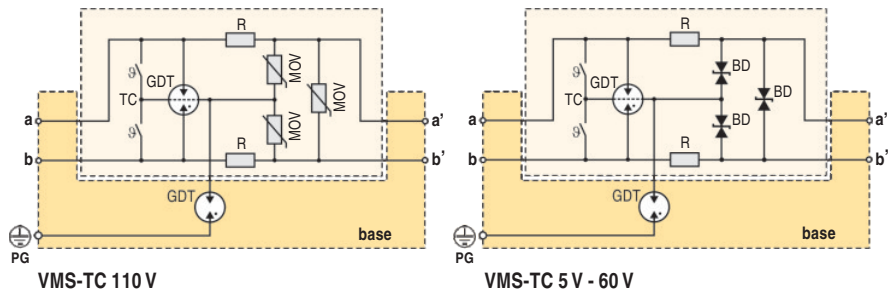 R
ϑ
GDT
TC
ϑ
MOV
MOV
MOV
a
a'
b
R
b'
GDT
base
PG
VMS-TC 110 V
R
ϑ
GDT
TC
ϑ
BD
BD
BD
a
a'
b
R
b'
GDT
base
PG
VMS-TC 5 V - 60 V